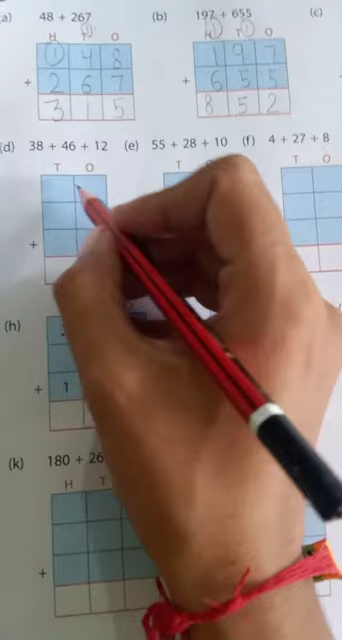 (a) 48 + 267 (b) 197 + 655 (c)
H T O H T O
1 4 8 1 9 7
+ 2 6 7 + 6 5 5
3 1 5 8 5 2
(d) 38 + 46 + 12 (e) 55 + 28 + 10 (f) 4 + 27 + 8
T O T T O
+
(h)
+ 1
(k) 180 + 26
H T
+